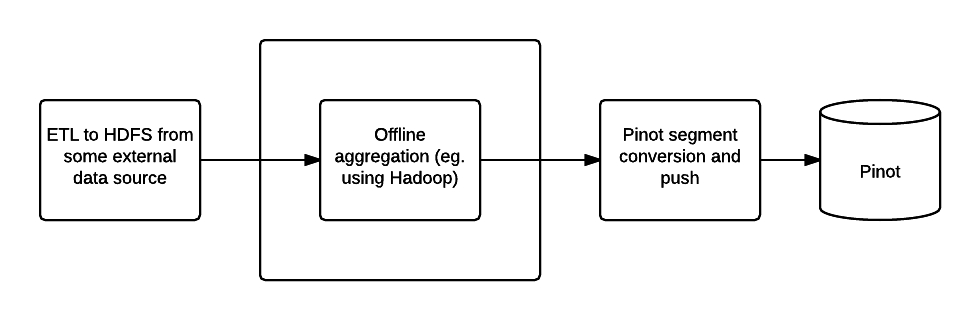 ETL to HDFS from
some external
data source
Offline
aggregation (eg.
using Hadoop)
Pinot segment
conversion and
push
Pinot